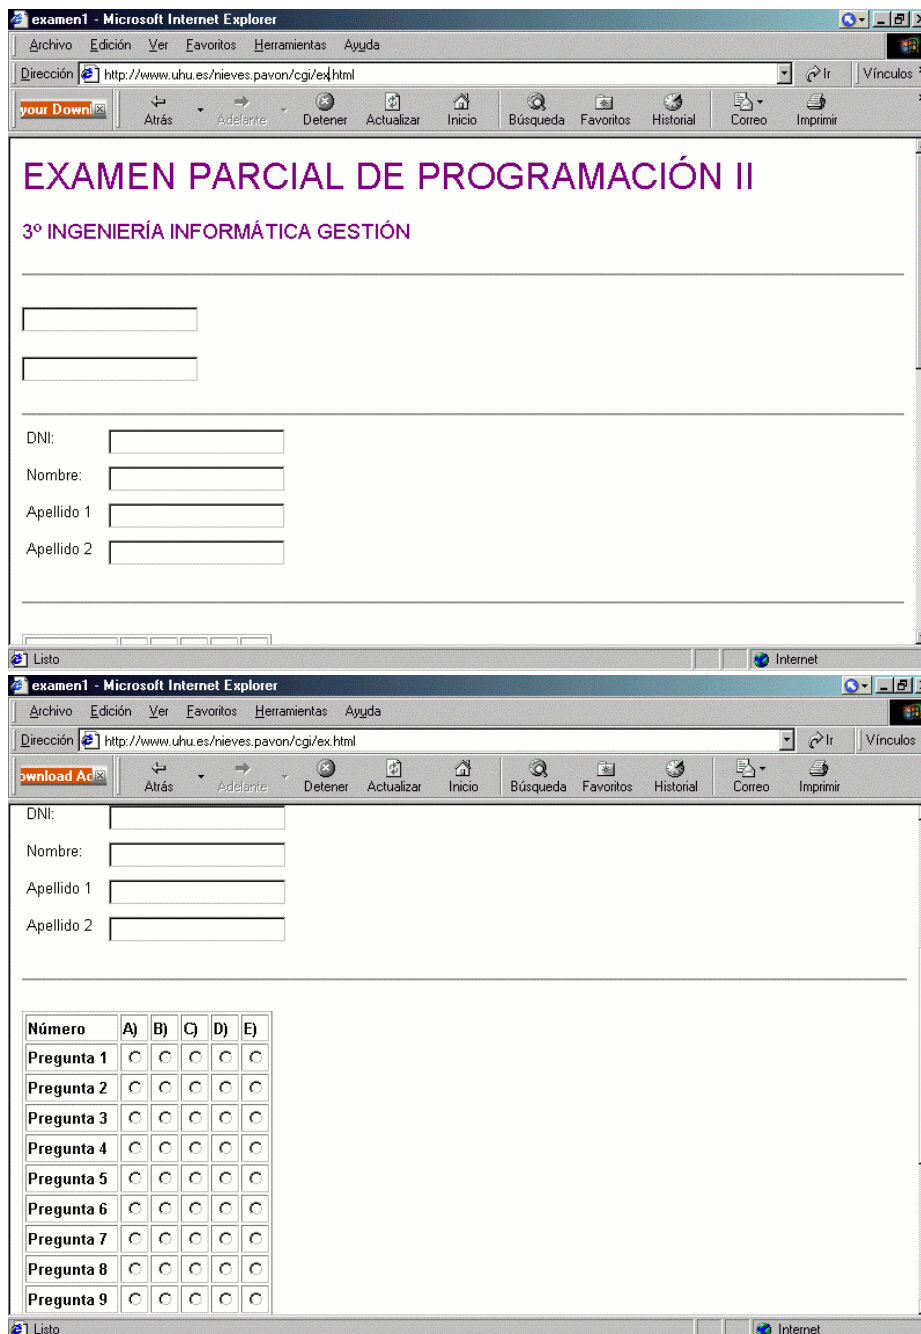 examen1 - Microsoft Internet Explorer
Archivo Edición Ver Favoritos Herramientas Ayuda
Dirección http://www.uhu.es/nieves.pavon/cgi/ex.html Ir Vínculos
your Downl Atrás Adelante Detener Actualizar Inicio Búsqueda Favoritos Historial Correo Imprimir
EXAMEN PARCIAL DE PROGRAMACIÓN II
3º INGENIERÍA INFORMÁTICA GESTIÓN
DNI:
Nombre:
Apellido 1
Apellido 2
Listo Internet
examen1 - Microsoft Internet Explorer
Archivo Edición Ver Favoritos Herramientas Ayuda
Dirección http://www.uhu.es/nieves.pavon/cgi/ex.html Ir Vínculos
ownload Ac Atrás Adelante Detener Actualizar Inicio Búsqueda Favoritos Historial Correo Imprimir
DNI:
Nombre:
Apellido 1
Apellido 2
Número A) B) C) D) E)
Pregunta 1
Pregunta 2
Pregunta 3
Pregunta 4
Pregunta 5
Pregunta 6
Pregunta 7
Pregunta 8
Pregunta 9
Listo Internet